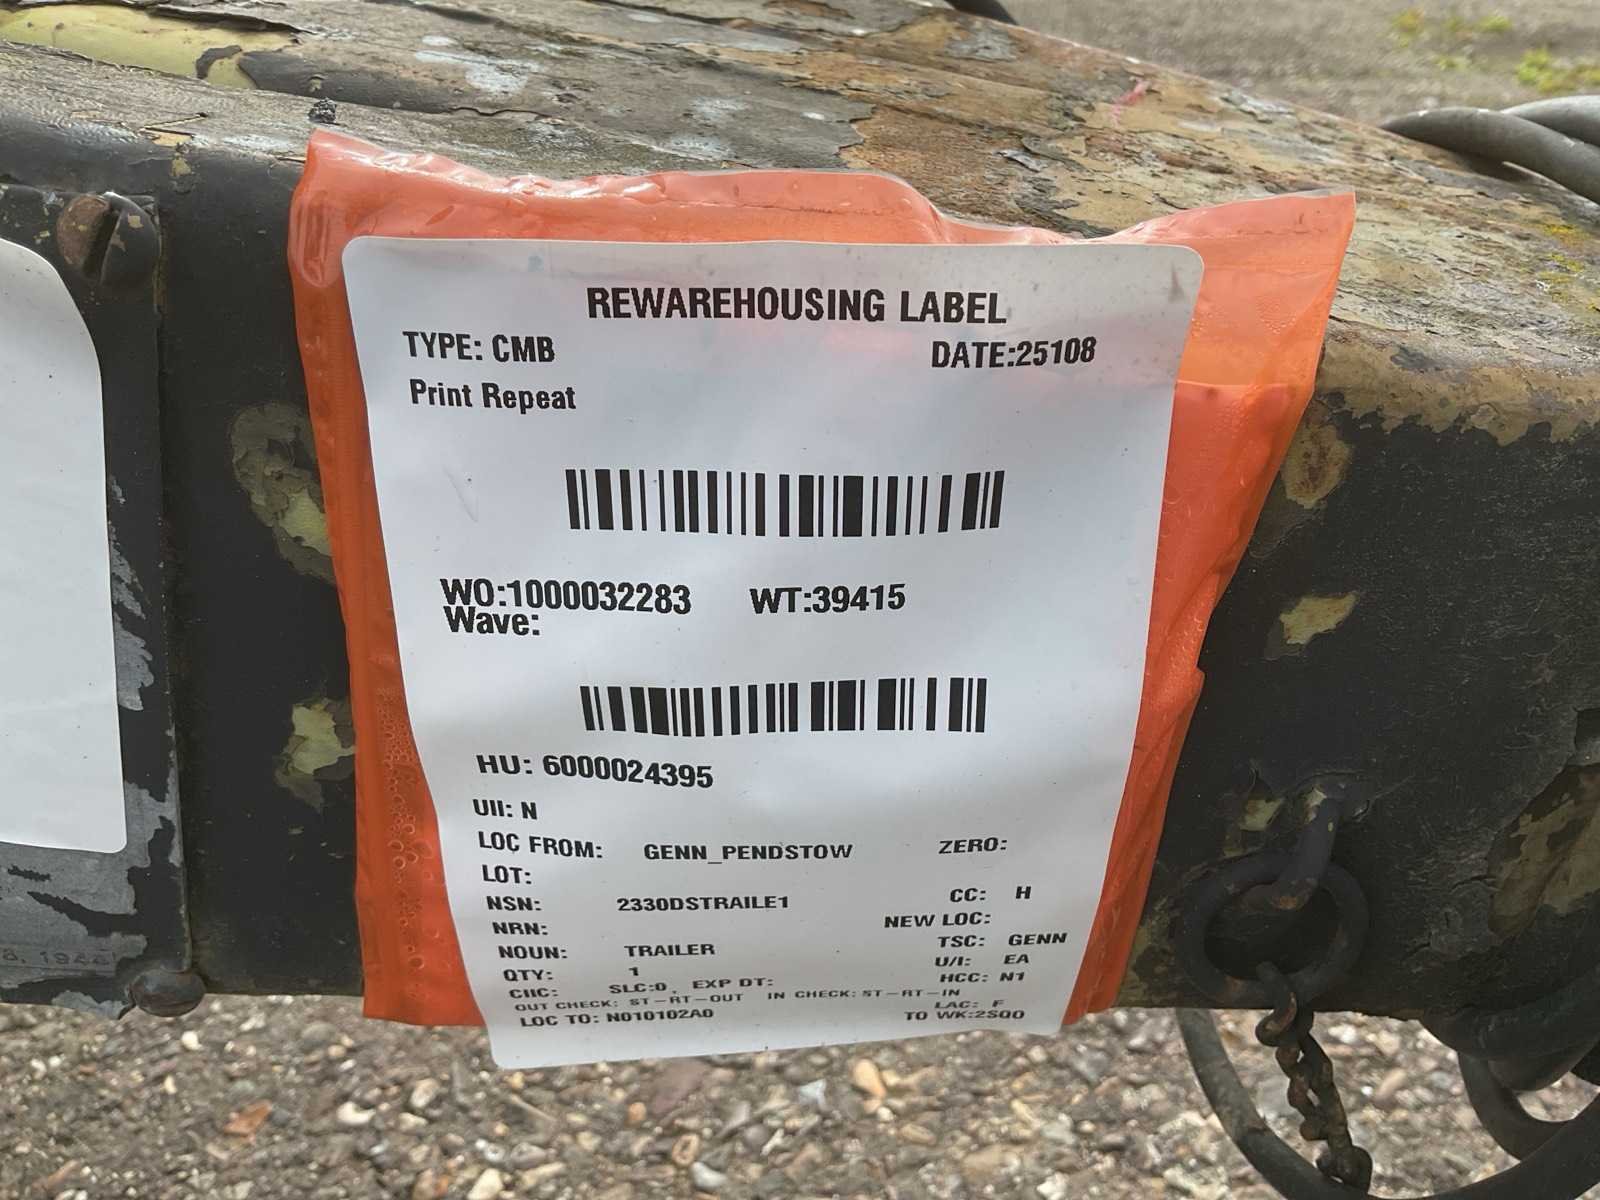 REWAREHOUSING LABEL
TYPE: CMB DATE:25108
Print Repeat
WO:1000032283 WT:39415
Wave:
HU: 6000024395
UII: N
LOC FROM: GENN_PENDSTOW ZERO:
LOT:
NSN: 2330DSTRAILE1 CC: H
NRN: NEW LOC:
NOUN: TRAILER TSC: GENN
QTY: 1 U/I: EA
CIIC: SLC:0, EXP DT: HCC: N1
OUT CHECK: ST-RT-OUT IN CHECK: ST-RT-IN LAC: F
LOC TO: N010102A0 TO WK:2SQ0